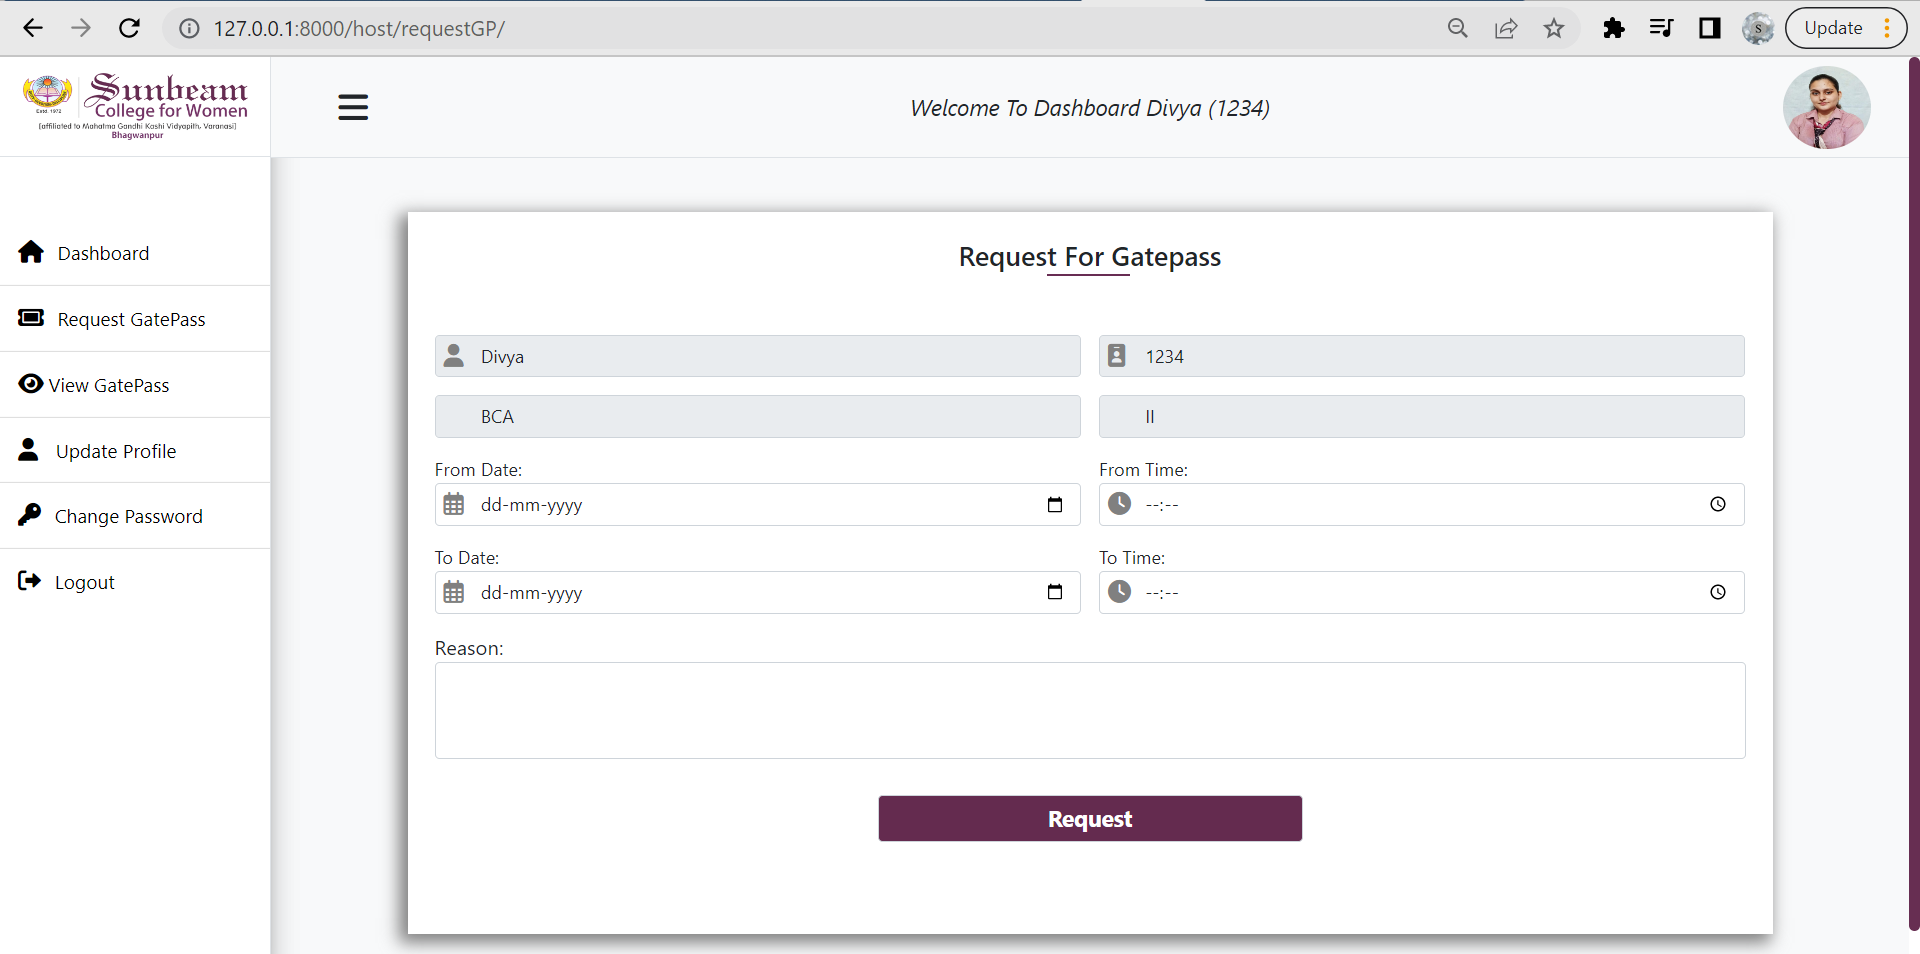 127.0.0.1:8000/host/requestGP/
S
Update
Sunbeam
College for Women
Estd. 1972
[affiliated to Mahatma Gandhi Kashi Vidyapith, Varanasi]
Bhagwanpur
Welcome To Dashboard Divya (1234)
Dashboard
Request GatePass
View GatePass
Update Profile
Change Password
Logout
Request For Gatepass
Divya
1234
BCA
II
From Date:
From Time:
dd-mm-yyyy
--:--
To Date:
To Time:
dd-mm-yyyy
--:--
Reason:
Request